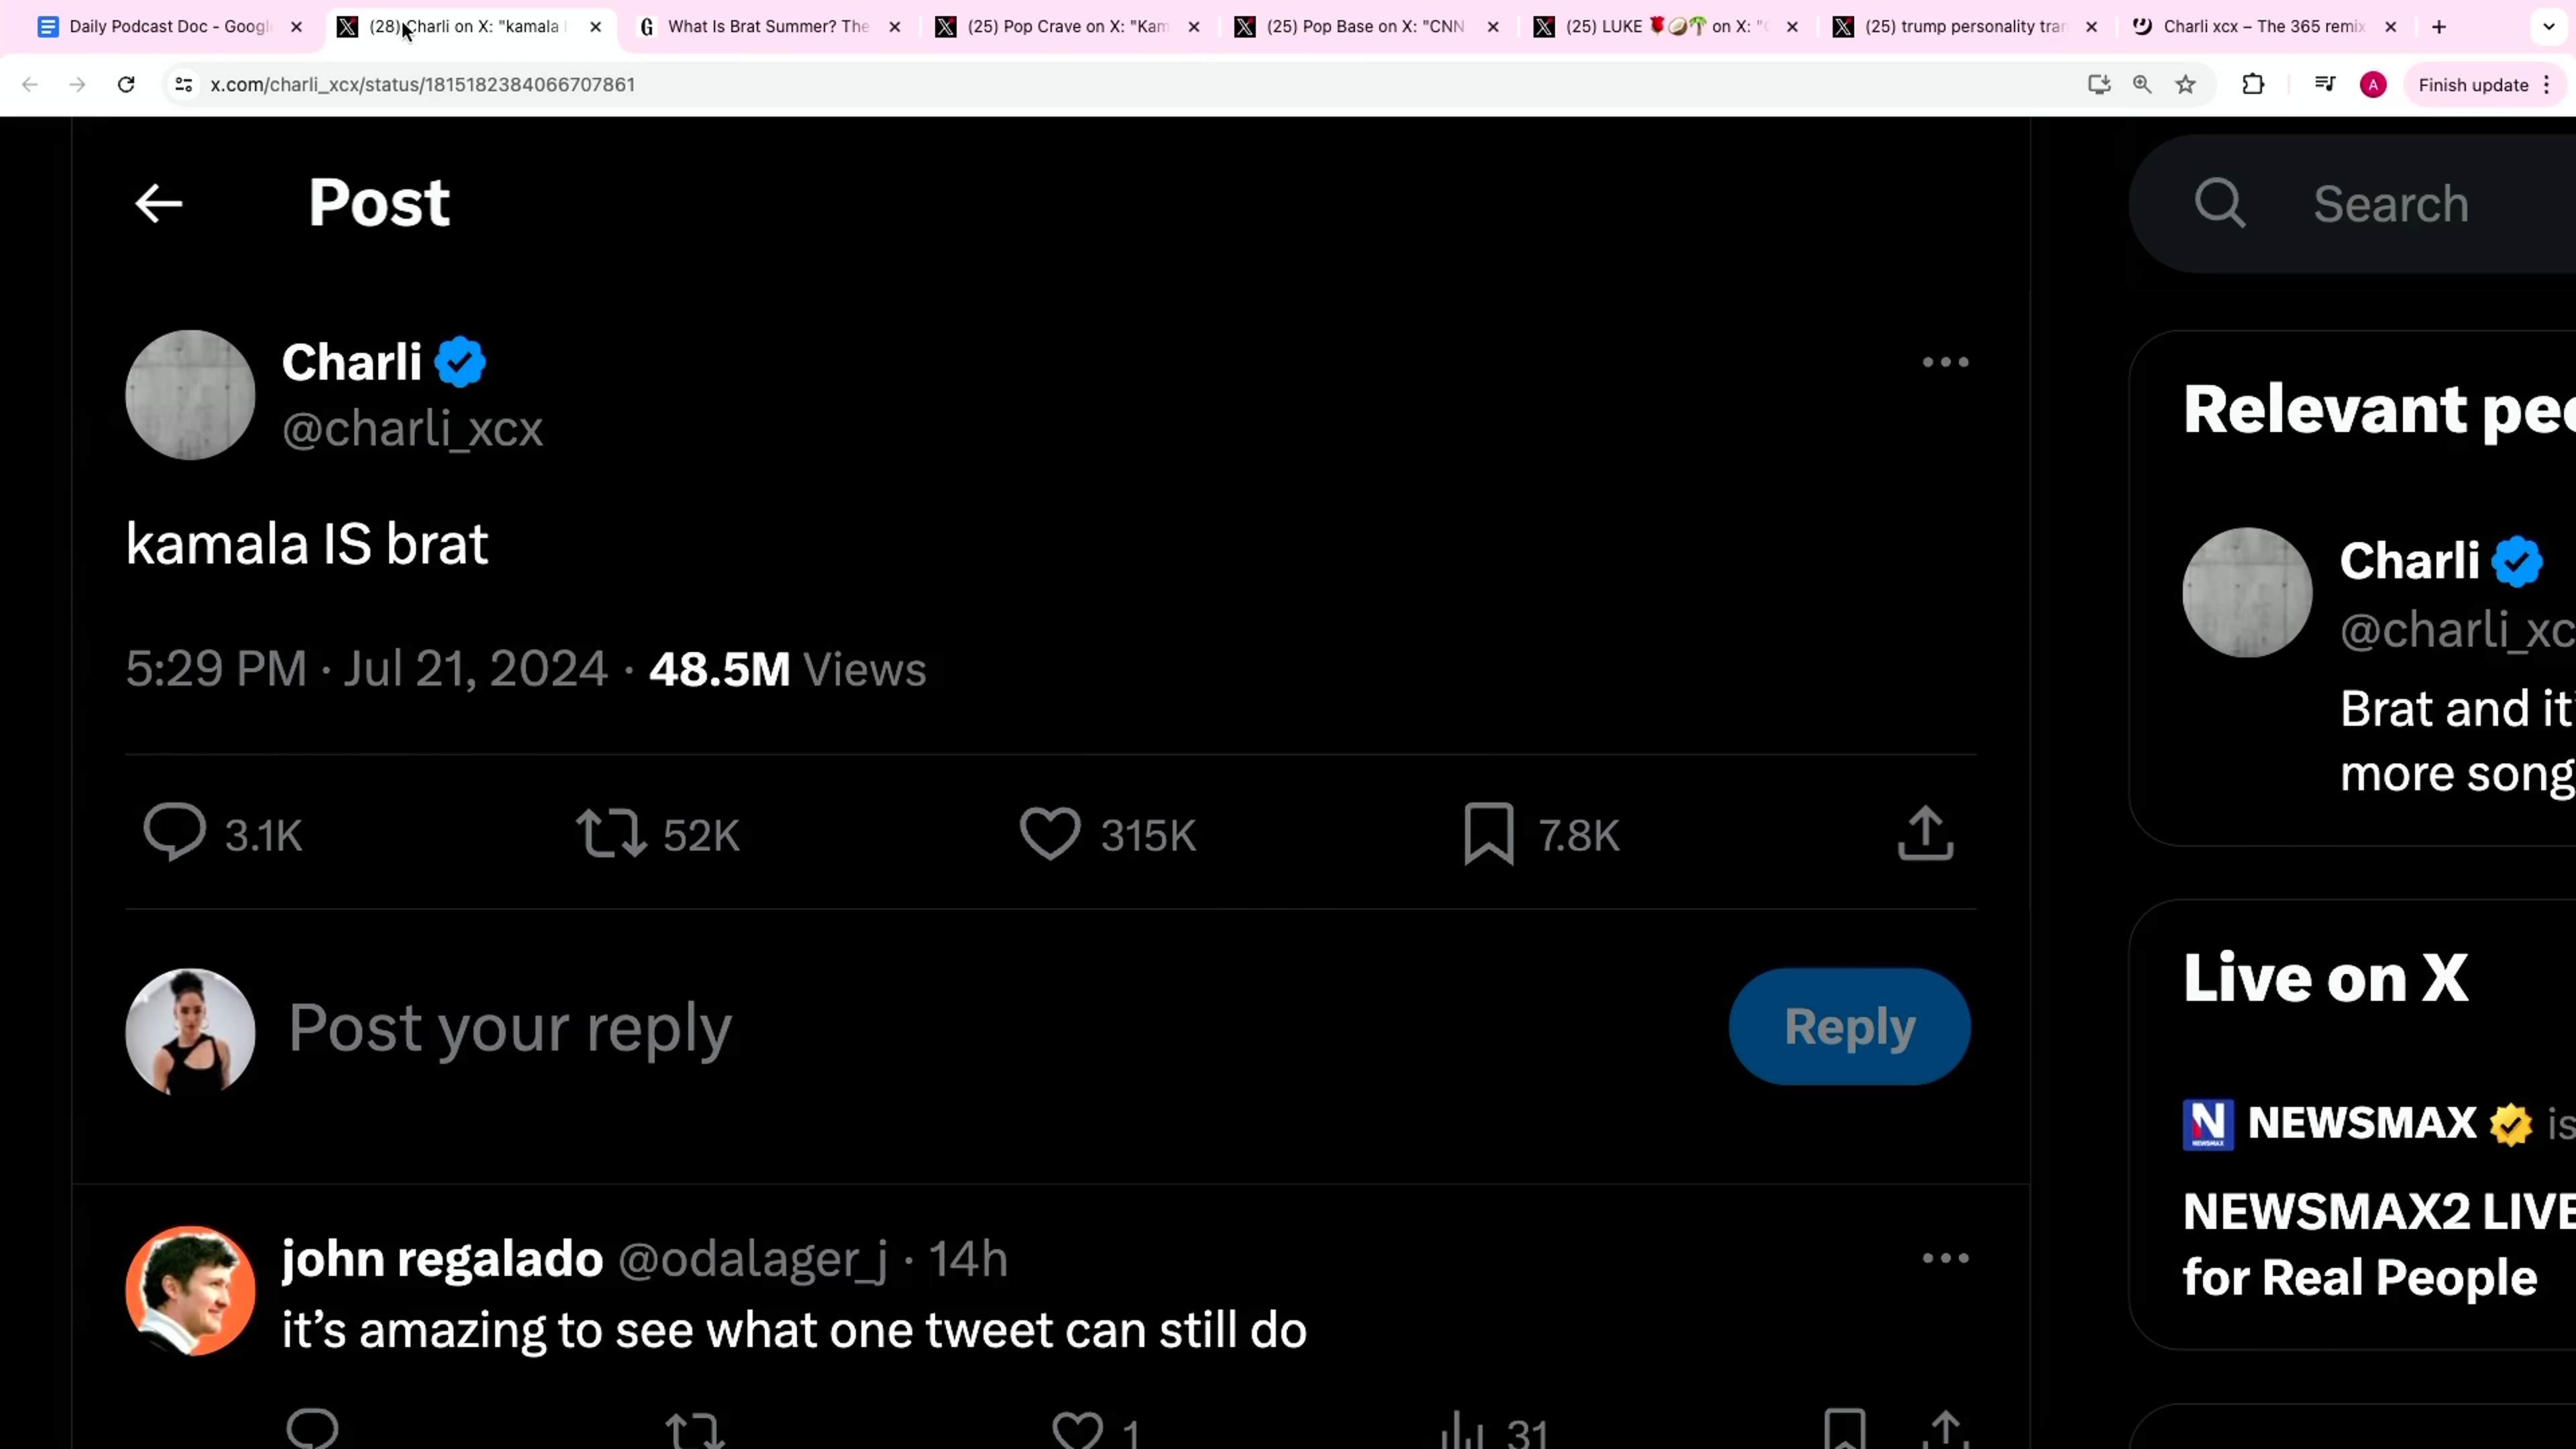 Daily Podcast Doc - Googl
(28) Charli on X: "kamala
What Is Brat Summer? The
(25) Pop Crave on X: "Kam
(25) Pop Base on X: "CNN
(25) LUKE 🌹🥥🌴 on X: "
(25) trump personality tra
Charli xcx – The 365 remix
x.com/charli_xcx/status/1815182384066707861
A
Finish update
Post
Search
Charli
@charli_xcx
kamala IS brat
5:29 PM · Jul 21, 2024 · 48.5M Views
3.1K 52K 315K 7.8K
Post your reply
Reply
john regalado @odalager_j · 14h
it's amazing to see what one tweet can still do
1 31
Relevant pe
Charli
@charli_xc
Brat and it
more song
Live on X
NEWSMAX is
NEWSMAX2 LIVE
for Real People